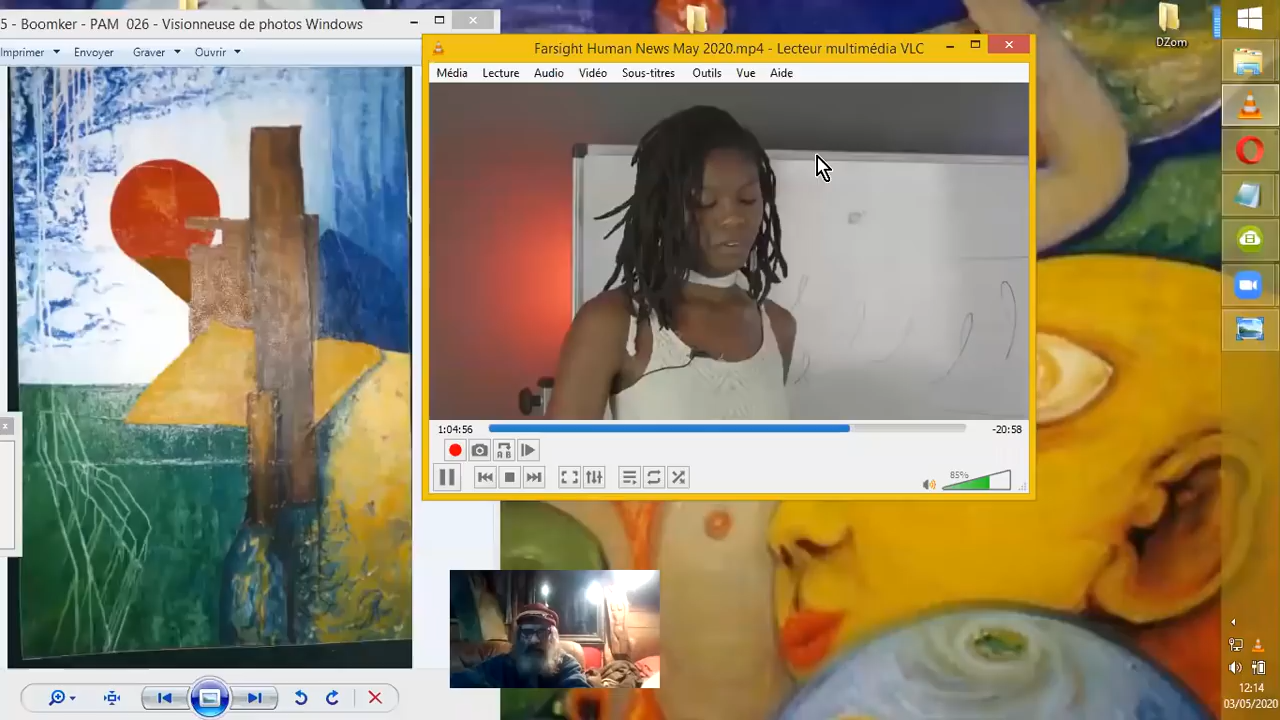 5 - Boomker - PAM 026 - Visionneuse de photos Windows
Imprimer Envoyer Graver Ouvrir
DZom
Farsight Human News May 2020.mp4 - Lecteur multimédia VLC
Média Lecture Audio Vidéo Sous-titres Outils Vue Aide
1:04:56 -20:58
A B
85%
12:14
03/05/2020